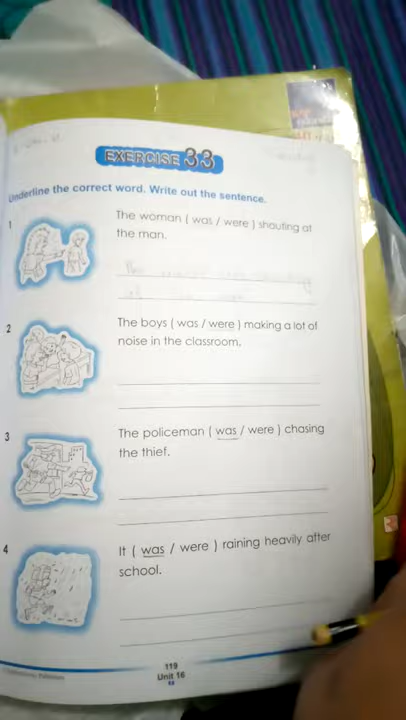 EXERCISE 33
Underline the correct word. Write out the sentence.
1
The woman ( was / were ) shouting at
the man.
2
The boys ( was / were ) making a lot of
noise in the classroom.
3
The policeman ( was / were ) chasing
the thief.
4
It ( was / were ) raining heavily after
school.
119
Unit 16